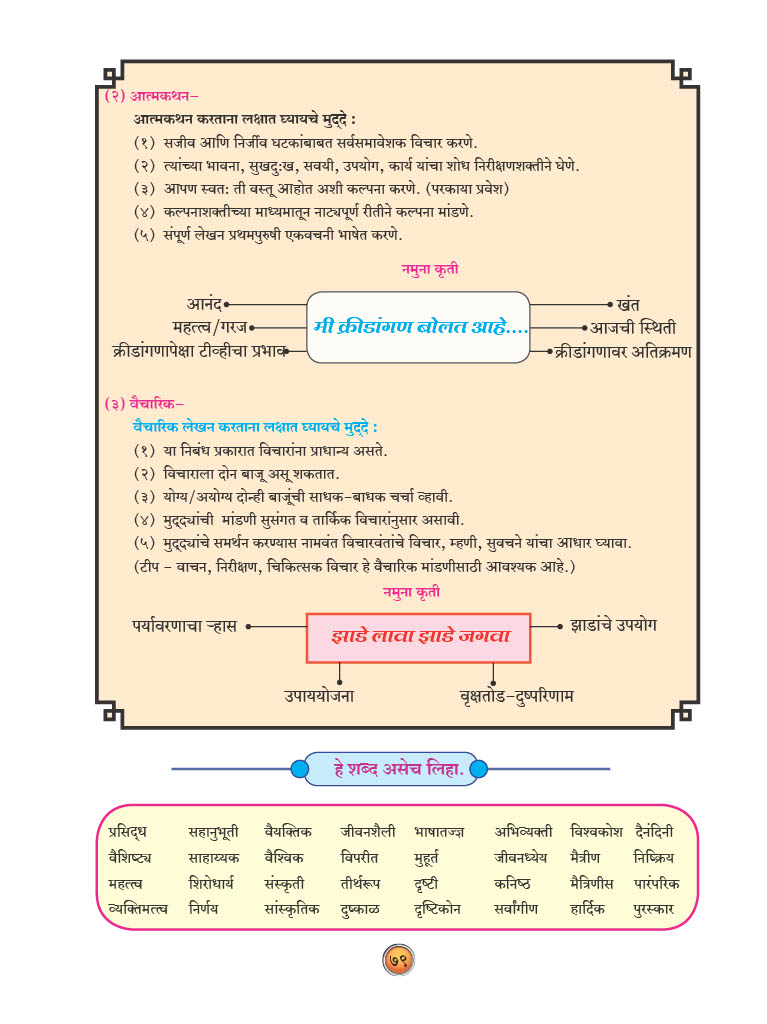 (२) आत्मकथन–
आत्मकथन करताना लक्षात घ्यायचे मुद्‌दे :
(१) सजीव आणि निर्जीव घटकांबाबत सर्वसमावेशक विचार करणे.
(२) त्यांच्या भावना, सुखदु:ख, सवयी, उपयोग, कार्य यांचा शोध निरीक्षणशक्तीने घेणे.
(३) आपण स्वत: ती वस्तू आहोत अशी कल्पना करणे. (परकाया प्रवेश)
(४) कल्पनाशक्तीच्या माध्यमातून नाट्यपूर्ण रीतीने कल्पना मांडणे.
(५) संपूर्ण लेखन प्रथमपुरुषी एकवचनी भाषेत करणे.
नमुना कृती
आनंद
खंत
महत्त्व/गरज
मी क्रीडांगण बोलत आहे....
आजची स्थिती
क्रीडांगणापेक्षा टीव्हीचा प्रभाव
क्रीडांगणावर अतिक्रमण
(३) वैचारिक–
वैचारिक लेखन करताना लक्षात घ्यायचे मुद्‌दे :
(१) या निबंध प्रकारात विचारांना प्राधान्य असते.
(२) विचाराला दोन बाजू असू शकतात.
(३) योग्य/अयोग्य दोन्ही बाजूंची साधक–बाधक चर्चा व्हावी.
(४) मुद्‌द्यांची मांडणी सुसंगत व तार्किक विचारांनुसार असावी.
(५) मुद्‌द्यांचे समर्थन करण्यास नामवंत विचारवंतांचे विचार, म्हणी, सुवचने यांचा आधार घ्यावा.
(टीप – वाचन, निरीक्षण, चिकित्सक विचार हे वैचारिक मांडणीसाठी आवश्यक आहे.)
नमुना कृती
पर्यावरणाचा ऱ्हास
झाडे लावा झाडे जगवा
झाडांचे उपयोग
उपाययोजना
वृक्षतोड–दुष्परिणाम
हे शब्द असेच लिहा.
प्रसिद्‌ध सहानुभूती वैयक्तिक जीवनशैली भाषातज्ज्ञ अभिव्यक्ती विश्वकोश दैनंदिनी
वैशिष्ट्य साहाय्यक वैश्विक विपरीत मुहूर्त जीवनध्येय मैत्रीण निष्क्रिय
महत्त्व शिरोधार्य संस्कृती तीर्थरूप दृष्टी कनिष्ठ मैत्रिणीस पारंपरिक
व्यक्तिमत्त्व निर्णय सांस्कृतिक दुष्काळ दृष्टिकोन सर्वांगीण हार्दिक पुरस्कार
७९